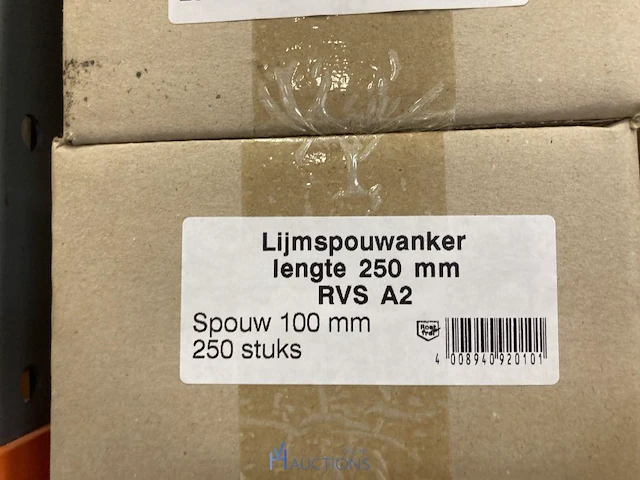 Lijmspouwanker
lengte 250 mm
RVS A2
Spouw 100 mm
250 stuks
4 008940 920101
AUCTIONS